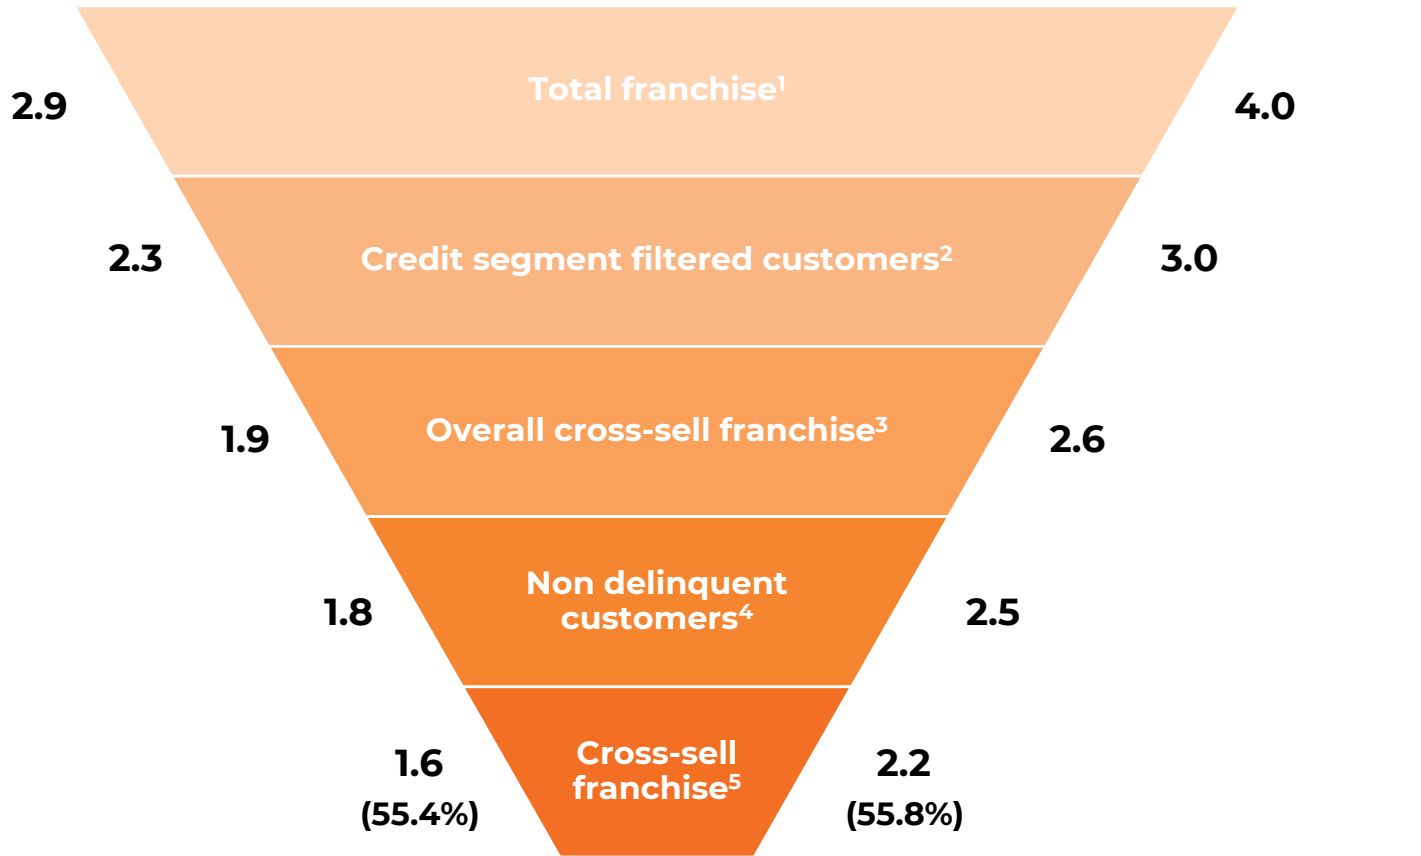 Total franchise¹
2.9
4.0
Credit segment filtered customers²
2.3
3.0
Overall cross-sell franchise³
1.9
2.6
Non delinquent
customers⁴
1.8
2.5
Cross-sell
franchise⁵
1.6
(55.4%)
2.2
(55.8%)